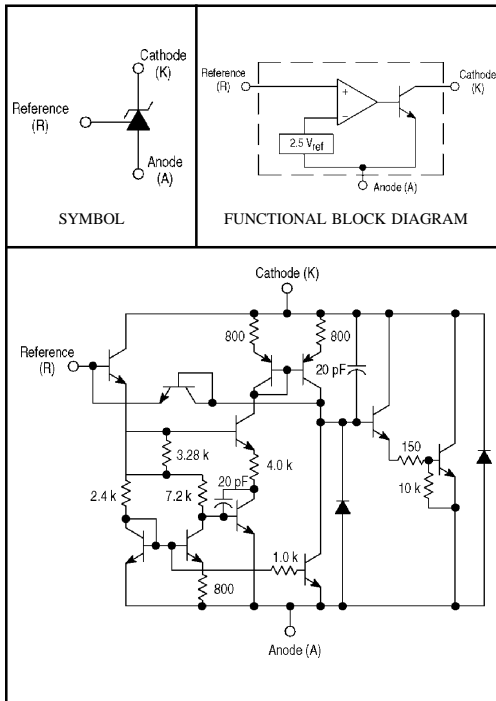 Cathode
(K)
Reference
(R)
Anode
(A)
SYMBOL
Reference
(R)
Cathode
(K)
+
−
2.5 Vref
Anode (A)
FUNCTIONAL BLOCK DIAGRAM
Cathode (K)
800
800
Reference
(R)
20 pF
3.28 k
4.0 k
150
2.4 k
7.2 k
20 pF
10 k
1.0 k
800
Anode (A)